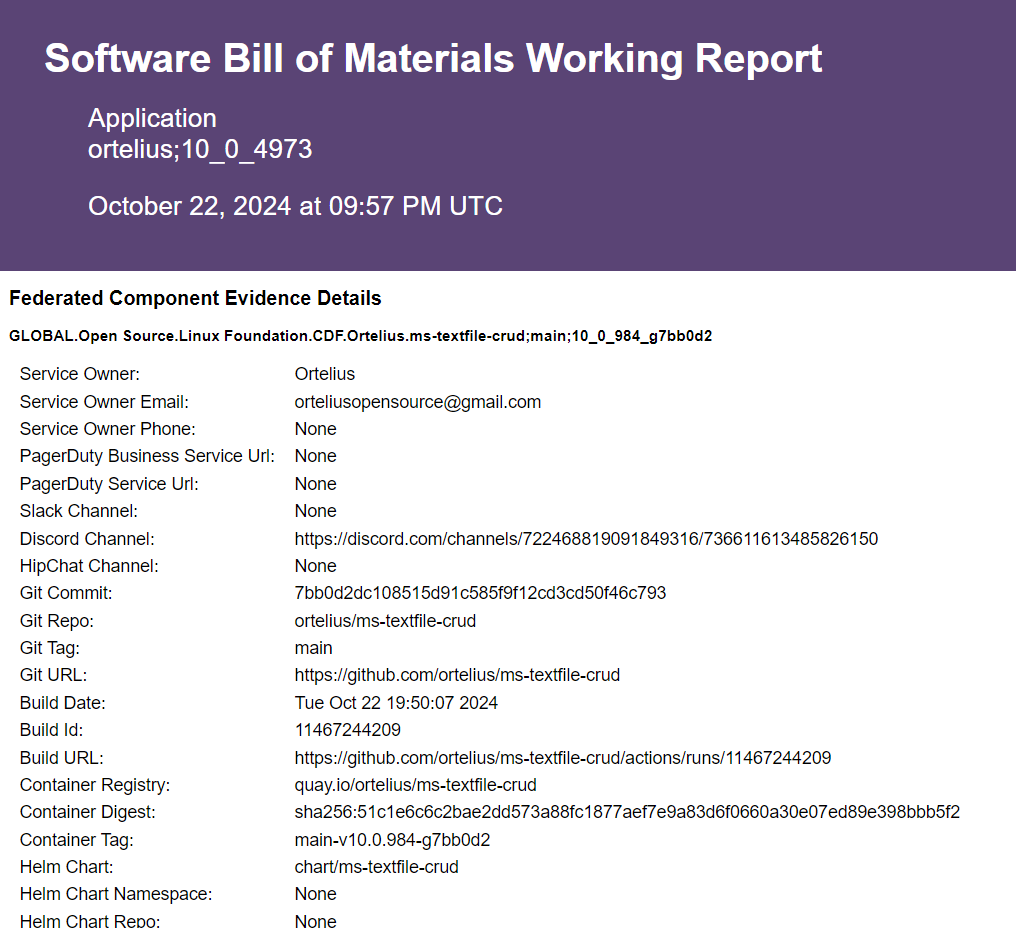 Software Bill of Materials Working Report
Application
ortelius;10_0_4973
October 22, 2024 at 09:57 PM UTC
Federated Component Evidence Details
GLOBAL.Open Source.Linux Foundation.CDF.Ortelius.ms-textfile-crud;main;10_0_984_g7bb0d2
Service Owner: Ortelius
Service Owner Email: orteliusopensource@gmail.com
Service Owner Phone: None
PagerDuty Business Service Url: None
PagerDuty Service Url: None
Slack Channel: None
Discord Channel: https://discord.com/channels/722468819091849316/736611613485826150
HipChat Channel: None
Git Commit: 7bb0d2dc108515d91c585f9f12cd3cd50f46c793
Git Repo: ortelius/ms-textfile-crud
Git Tag: main
Git URL: https://github.com/ortelius/ms-textfile-crud
Build Date: Tue Oct 22 19:50:07 2024
Build Id: 11467244209
Build URL: https://github.com/ortelius/ms-textfile-crud/actions/runs/11467244209
Container Registry: quay.io/ortelius/ms-textfile-crud
Container Digest: sha256:51c1e6c6c2bae2dd573a88fc1877aef7e9a83d6f0660a30e07ed89e398bbb5f2
Container Tag: main-v10.0.984-g7bb0d2
Helm Chart: chart/ms-textfile-crud
Helm Chart Namespace: None
Helm Chart Repo: None